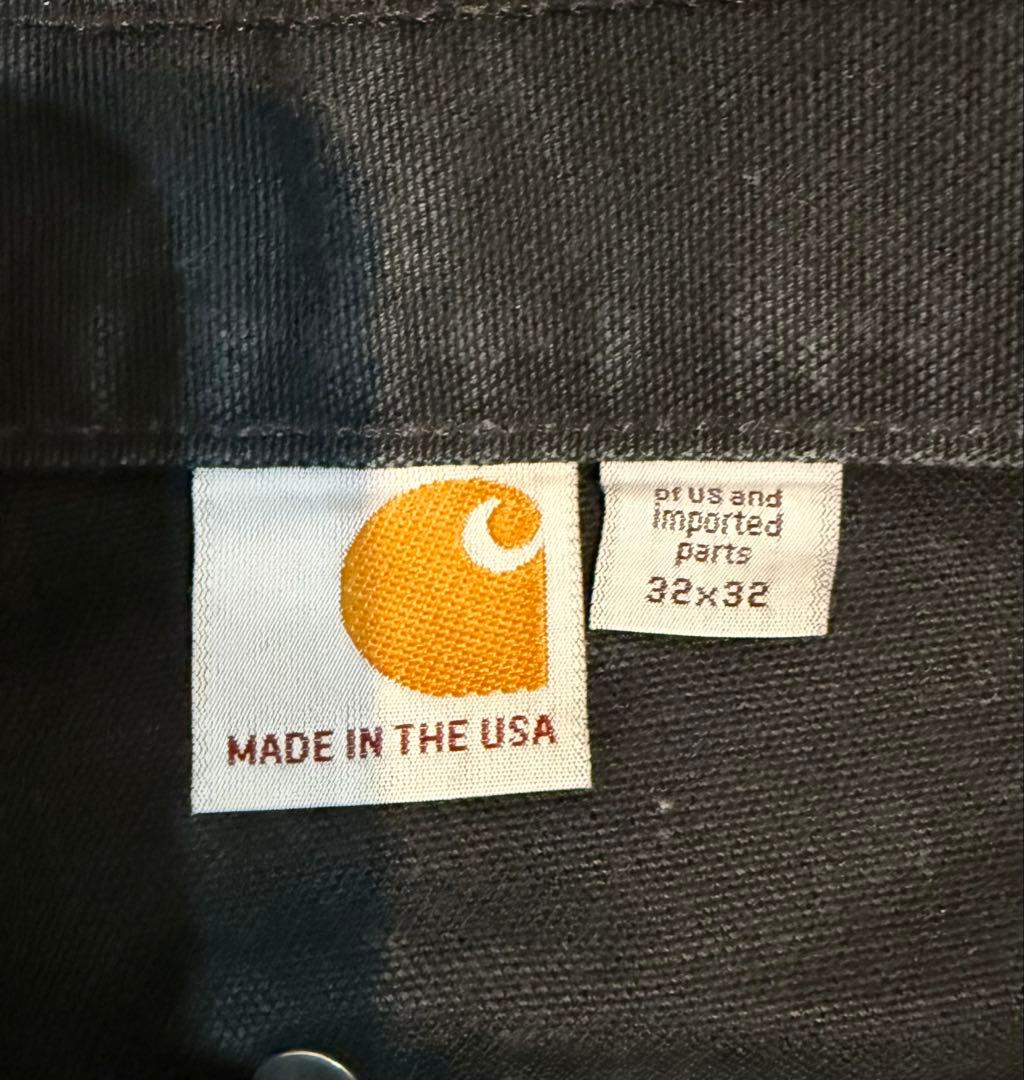 MADE IN THE USA
of US and
imported
parts
32x32